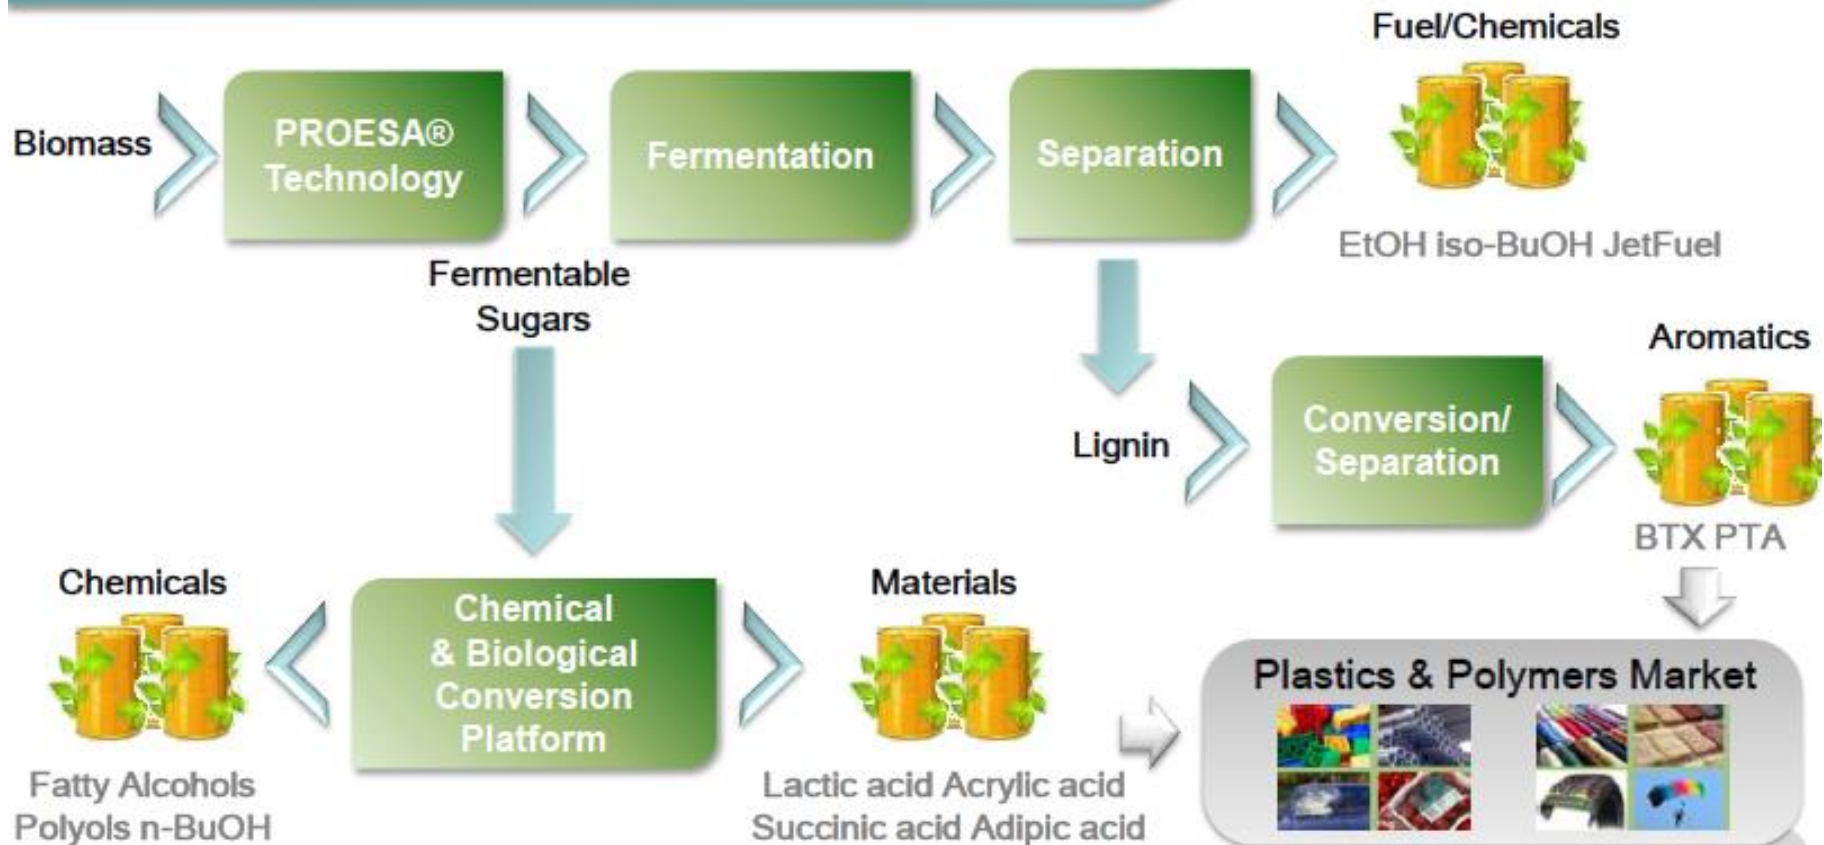 Fuel/Chemicals
Biomass
PROESA®
Technology
Fermentation
Separation
EtOH iso-BuOH JetFuel
Fermentable
Sugars
Aromatics
Lignin
Conversion/
Separation
BTX PTA
Chemicals
Chemical
& Biological
Conversion
Platform
Materials
Plastics & Polymers Market
Fatty Alcohols
Polyols n-BuOH
Lactic acid Acrylic acid
Succinic acid Adipic acid